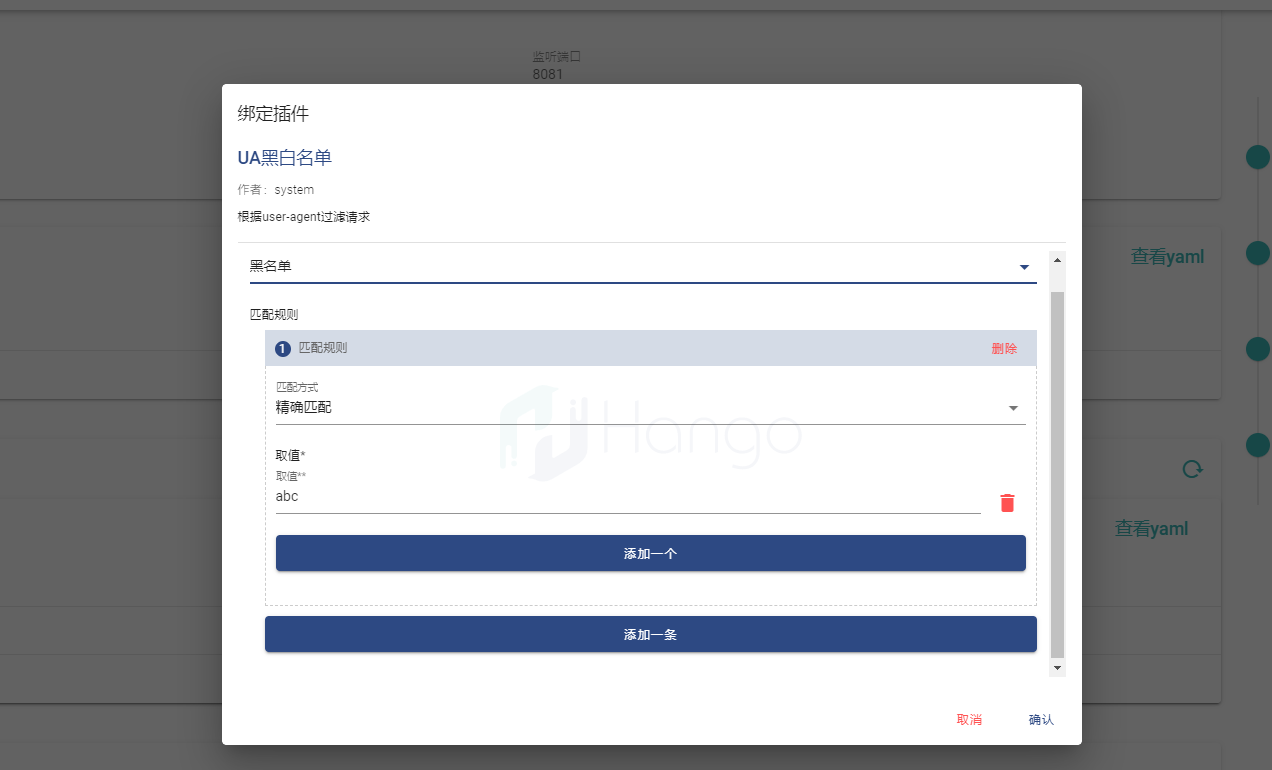 监听端口
8081
绑定插件
UA黑白名单
作者：system
根据user-agent过滤请求
查看yaml
黑名单
匹配规则
1 匹配规则 删除
匹配方式
精确匹配
Hango
取值*
取值**
abc
查看yaml
添加一个
添加一条
取消 确认